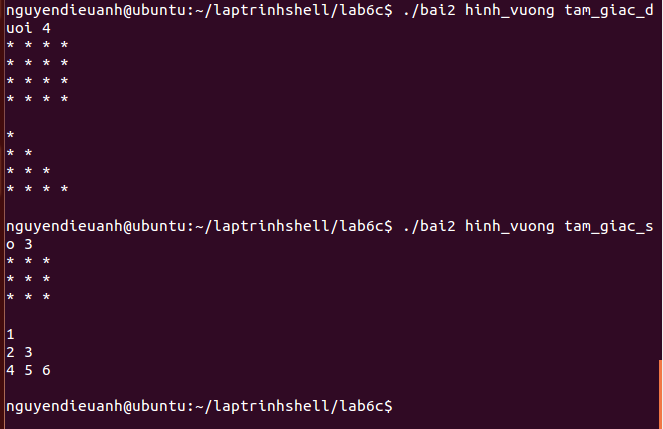 nguyendieuanh@ubuntu:~/laptrinhshell/lab6c$ ./bai2 hinh_vuong tam_giac_d
uoi 4
* * * *
* * * *
* * * *
* * * *
*
* *
* * *
* * * *
nguyendieuanh@ubuntu:~/laptrinhshell/lab6c$ ./bai2 hinh_vuong tam_giac_s
o 3
* * *
* * *
* * *
1
2 3
4 5 6
nguyendieuanh@ubuntu:~/laptrinhshell/lab6c$